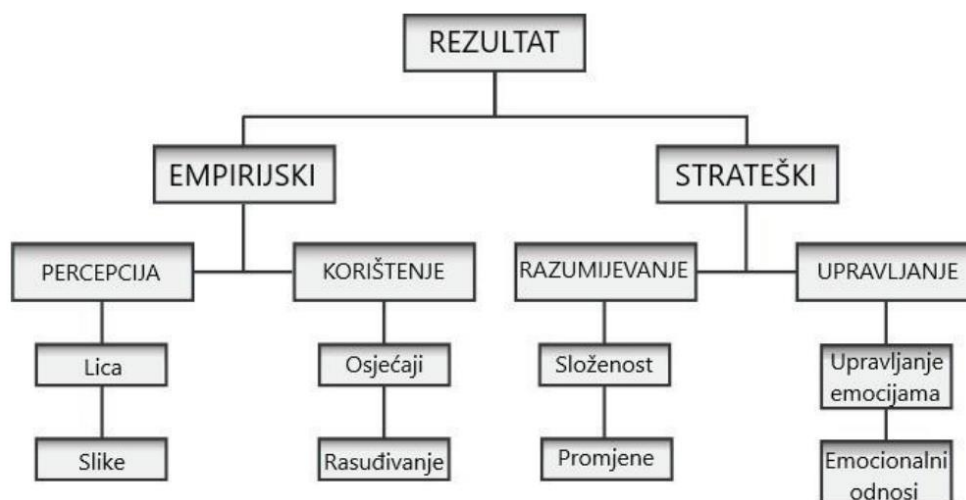 REZULTAT
EMPIRIJSKI
STRATEŠKI
PERCEPCIJA
KORIŠTENJE
RAZUMIJEVANJE
UPRAVLJANJE
Lica
Osjećaji
Složenost
Upravljanje
emocijama
Slike
Rasuđivanje
Promjene
Emocionalni
odnosi